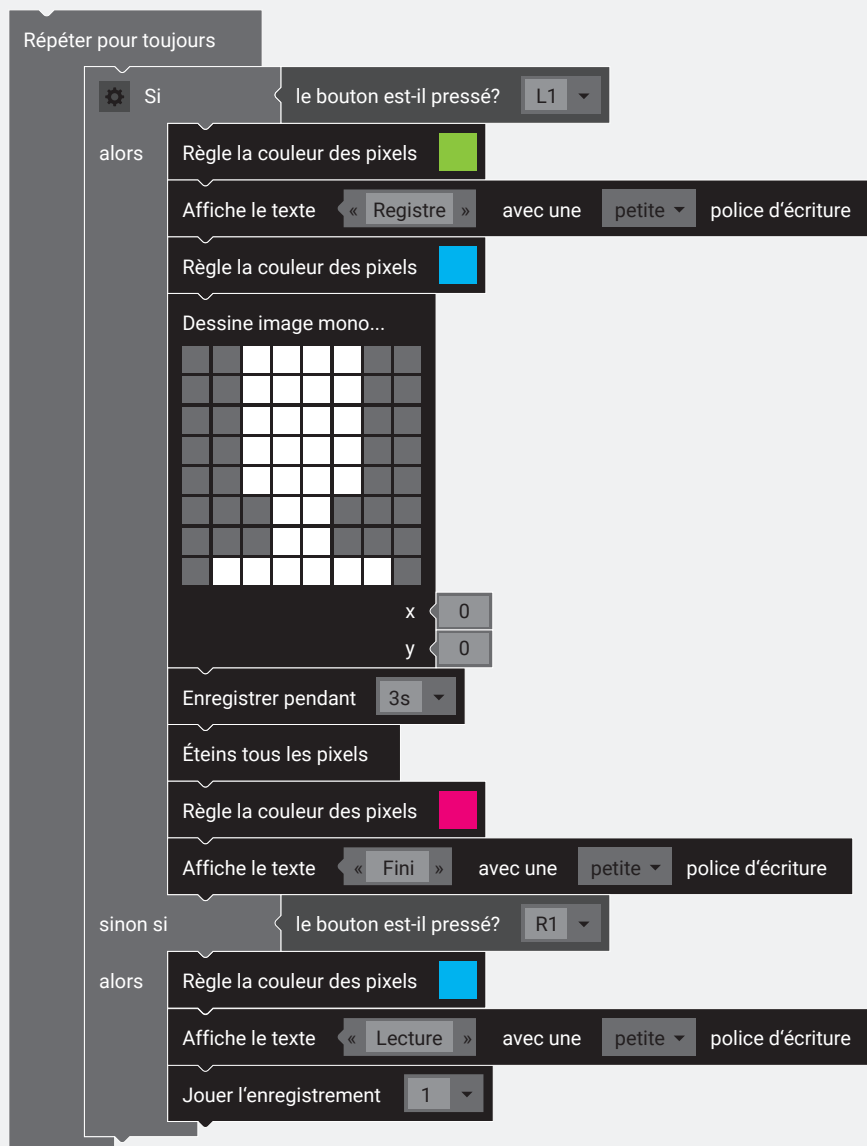 Répéter pour toujours
Si le bouton est-il pressé? L1
alors Règle la couleur des pixels
Affiche le texte « Registre » avec une petite police d‘écriture
Règle la couleur des pixels
Dessine image mono...
x 0
y 0
Enregistrer pendant 3s
Éteins tous les pixels
Règle la couleur des pixels
Affiche le texte « Fini » avec une petite police d‘écriture
sinon si le bouton est-il pressé? R1
alors Règle la couleur des pixels
Affiche le texte « Lecture » avec une petite police d‘écriture
Jouer l‘enregistrement 1